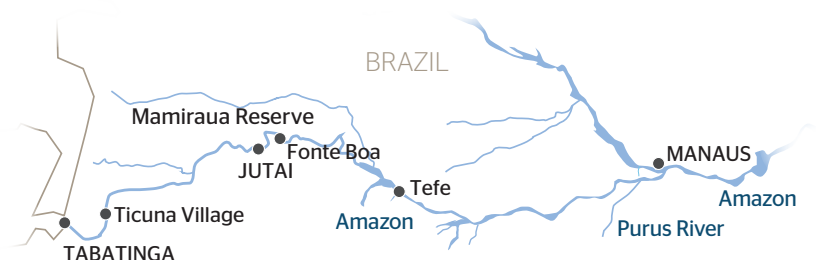 BRAZIL
Mamiraua Reserve
Fonte Boa
JUTAI
MANAUS
Tefe
Amazon
Ticuna Village
Amazon
Purus River
TABATINGA